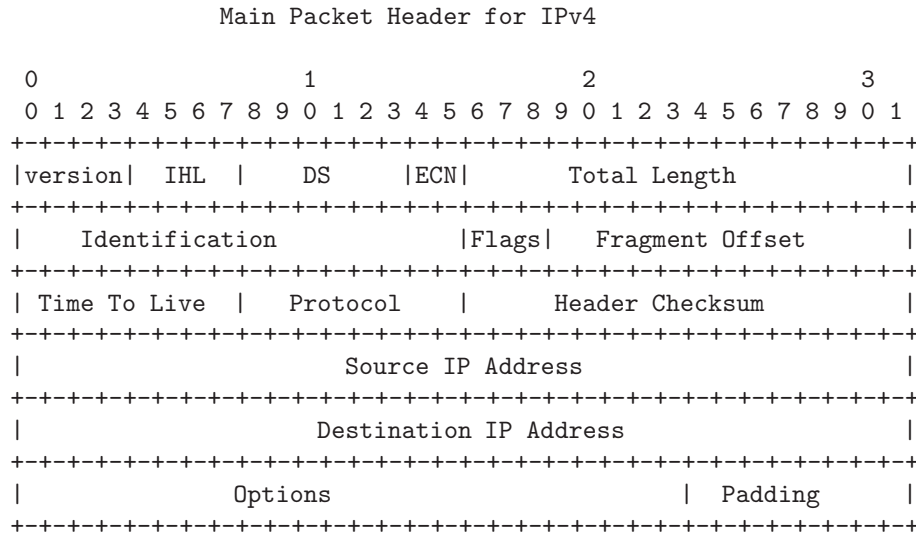 Main Packet Header for IPv4
0                   1                   2                   3
0 1 2 3 4 5 6 7 8 9 0 1 2 3 4 5 6 7 8 9 0 1 2 3 4 5 6 7 8 9 0 1
+-+-+-+-+-+-+-+-+-+-+-+-+-+-+-+-+-+-+-+-+-+-+-+-+-+-+-+-+-+-+-+-+
|version|  IHL  |    DS     |ECN|       Total Length            |
+-+-+-+-+-+-+-+-+-+-+-+-+-+-+-+-+-+-+-+-+-+-+-+-+-+-+-+-+-+-+-+-+
|    Identification             |Flags|   Fragment Offset       |
+-+-+-+-+-+-+-+-+-+-+-+-+-+-+-+-+-+-+-+-+-+-+-+-+-+-+-+-+-+-+-+-+
| Time To Live  |   Protocol    |      Header Checksum          |
+-+-+-+-+-+-+-+-+-+-+-+-+-+-+-+-+-+-+-+-+-+-+-+-+-+-+-+-+-+-+-+-+
|                       Source IP Address                       |
+-+-+-+-+-+-+-+-+-+-+-+-+-+-+-+-+-+-+-+-+-+-+-+-+-+-+-+-+-+-+-+-+
|                     Destination IP Address                    |
+-+-+-+-+-+-+-+-+-+-+-+-+-+-+-+-+-+-+-+-+-+-+-+-+-+-+-+-+-+-+-+-+
|               Options                         |  Padding      |
+-+-+-+-+-+-+-+-+-+-+-+-+-+-+-+-+-+-+-+-+-+-+-+-+-+-+-+-+-+-+-+-+